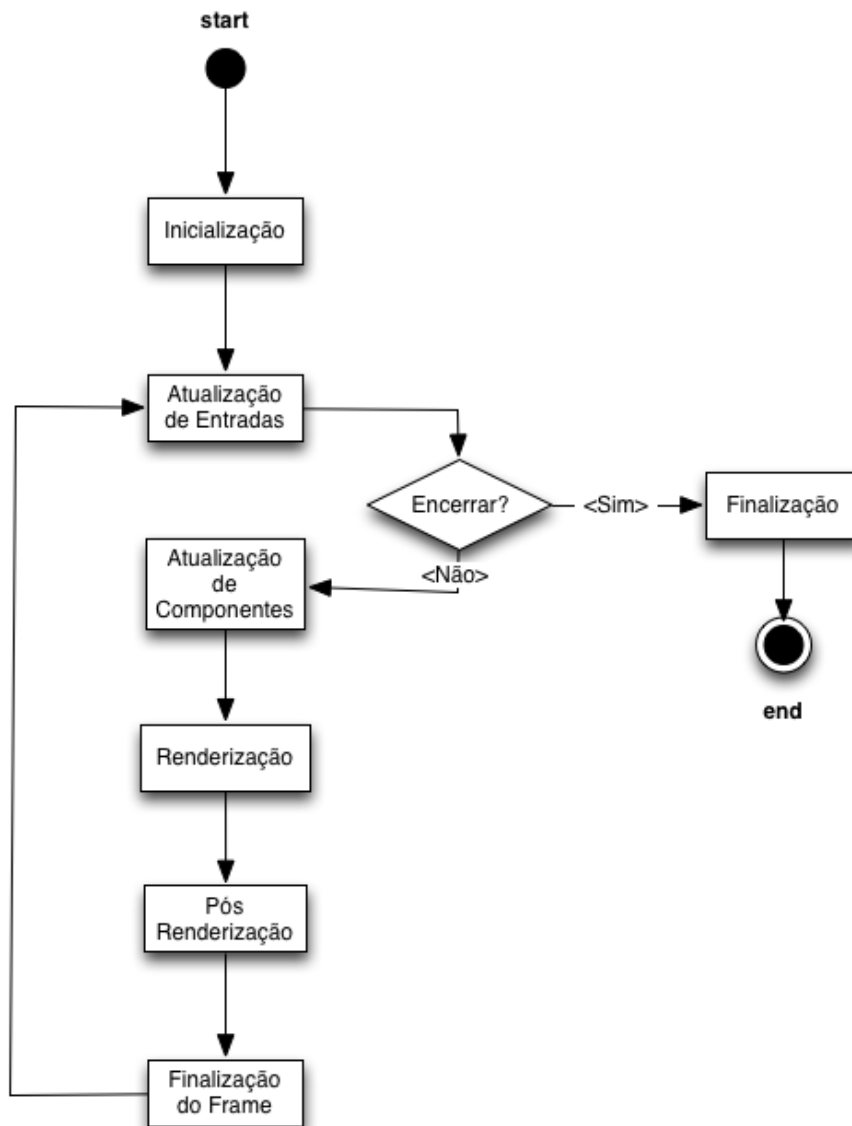 start
Inicialização
Atualização
de Entradas
Encerrar?
<Sim>
Finalização
<Não>
Atualização
de
Componentes
end
Renderização
Pós
Renderização
Finalização
do Frame